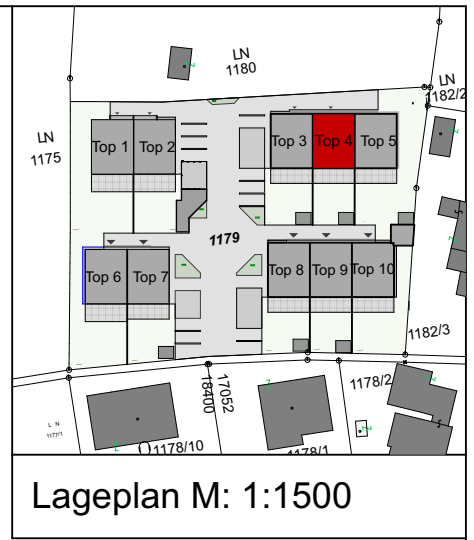 LN
1180
1182/2
LN
1175
Top 1 Top 2
Top 3 Top 4 Top 5
1179
Top 6 Top 7
Top 8 Top 9 Top 10
1182/3
17052
18400
1178/2
L N
1177/1
1178/10
1178/1
Lageplan M: 1:1500